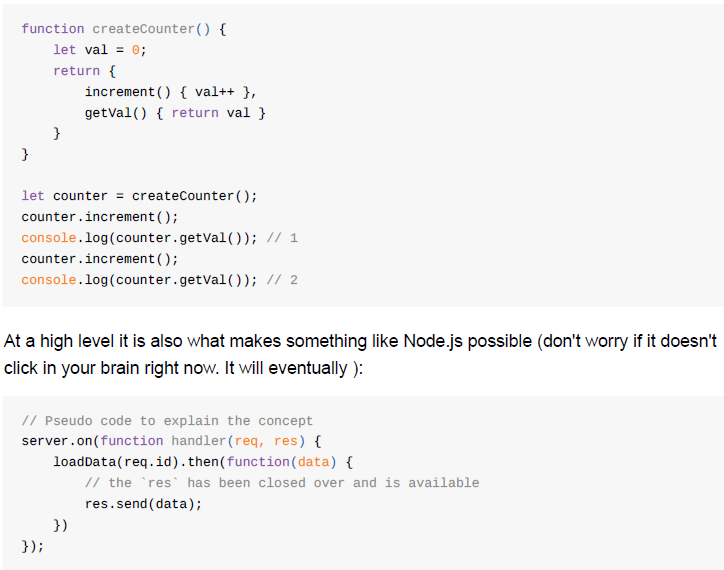 function createCounter() {
    let val = 0;
    return {
        increment() { val++ },
        getVal() { return val }
    }
}

let counter = createCounter();
counter.increment();
console.log(counter.getVal()); // 1
counter.increment();
console.log(counter.getVal()); // 2

At a high level it is also what makes something like Node.js possible (don't worry if it doesn't
click in your brain right now. It will eventually ):

// Pseudo code to explain the concept
server.on(function handler(req, res) {
    loadData(req.id).then(function(data) {
        // the `res` has been closed over and is available
        res.send(data);
    })
});